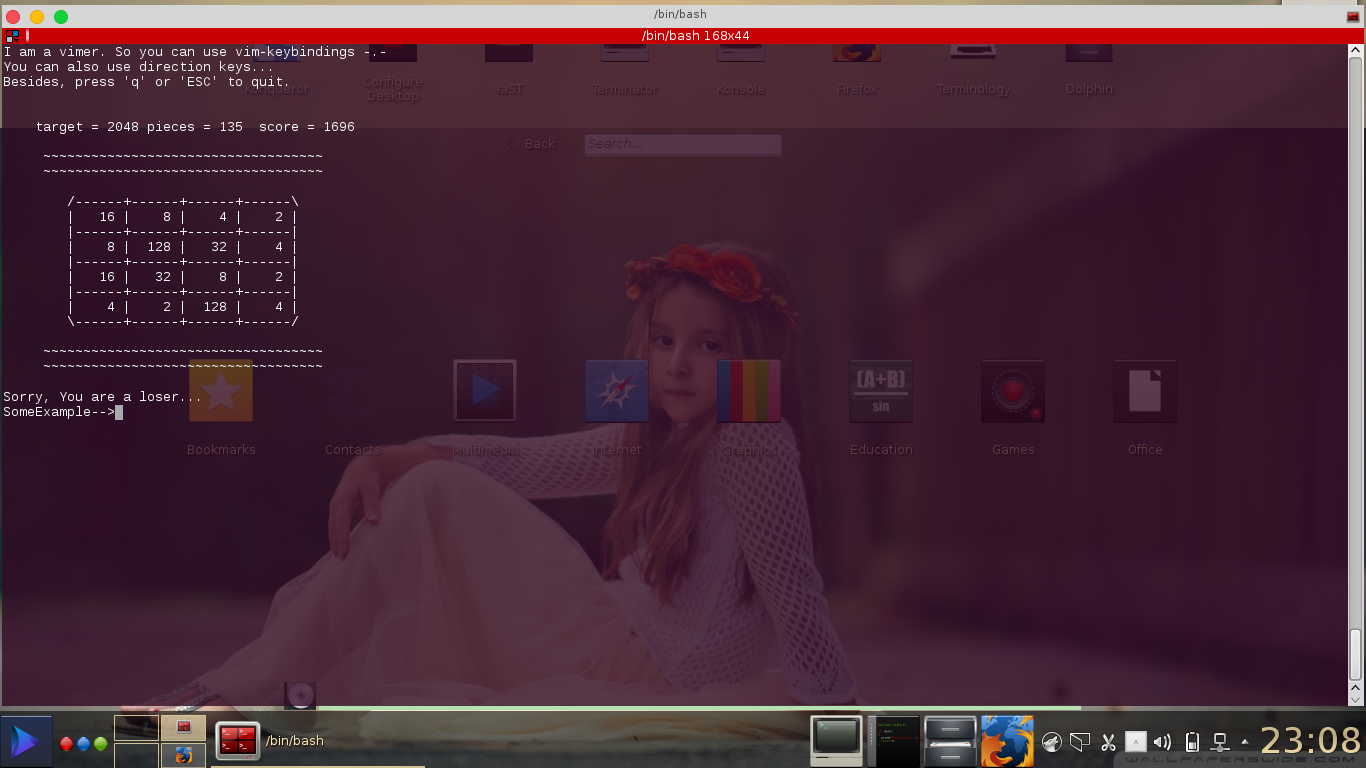 /bin/bash
/bin/bash 168x44
I am a vimer. So you can use vim-keybindings -.-
You can also use direction keys...
Besides, press 'q' or 'ESC' to quit.
Konqueror Configure Desktop YaST Terminator Konsole Firefox Terminology Dolphin
target = 2048 pieces = 135  score = 1696
Back Search...
~~~~~~~~~~~~~~~~~~~~~~~~~~~~~~~~~~~
~~~~~~~~~~~~~~~~~~~~~~~~~~~~~~~~~~~
/------+------+------+------\
|   16 |    8 |    4 |    2 |
|------+------+------+------|
|    8 |  128 |   32 |    4 |
|------+------+------+------|
|   16 |   32 |    8 |    2 |
|------+------+------+------|
|    4 |    2 |  128 |    4 |
\------+------+------+------/
~~~~~~~~~~~~~~~~~~~~~~~~~~~~~~~~~~~
~~~~~~~~~~~~~~~~~~~~~~~~~~~~~~~~~~~
(A+B)
sin
Sorry, You are a loser...
SomeExample-->
Bookmarks Contacts Multimedia Internet Graphics Education Games Office
/bin/bash
23:08
WALLPAPERSWIDE.COM